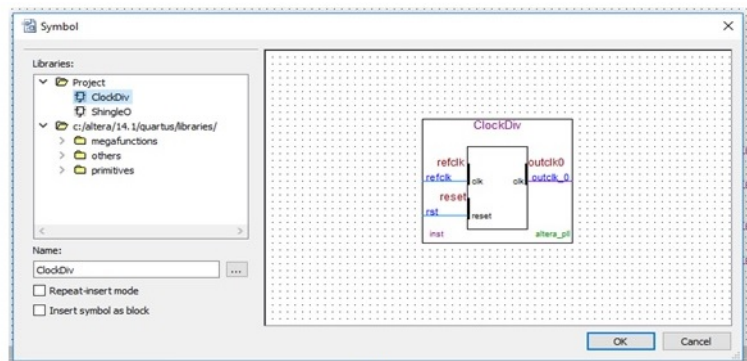 Symbol
Libraries:
Project
ClockDiv
ShingleO
c:/altera/14.1/quartus/libraries/
megafunctions
others
primitives
Name:
ClockDiv
...
Repeat-insert mode
Insert symbol as block
ClockDiv
refclk
outclk0
refclk
clk
clk
outclk_0
reset
rst
reset
inst
altera_pll
OK
Cancel